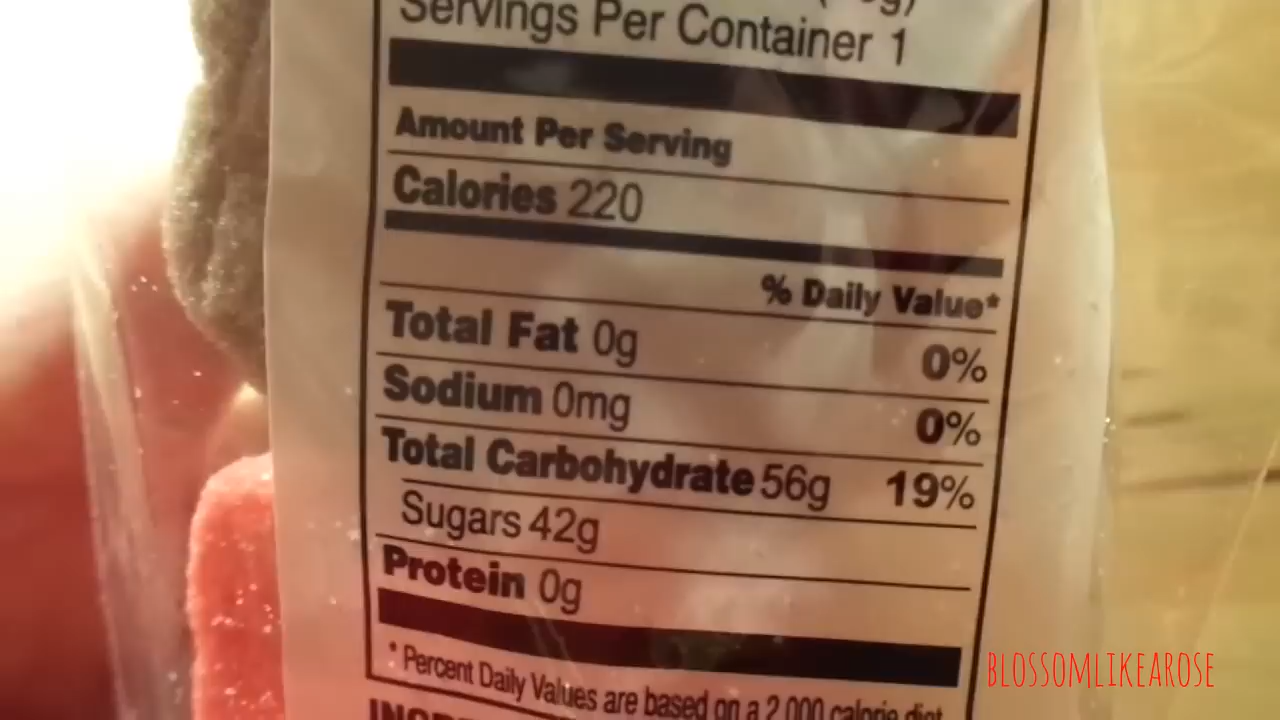 Servings Per Container 1
Amount Per Serving
Calories 220
% Daily Value*
Total Fat 0g 0%
Sodium 0mg 0%
Total Carbohydrate 56g 19%
Sugars 42g
Protein 0g
* Percent Daily Values are based on a 2,000 calorie diet
BLOSSOMLIKEAROSE